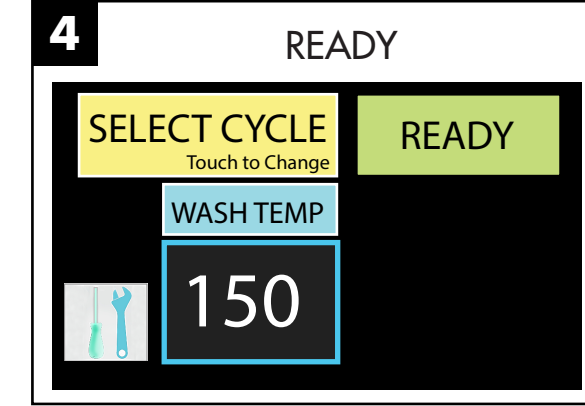 4
READY
SELECT CYCLE
Touch to Change
READY
WASH TEMP
150